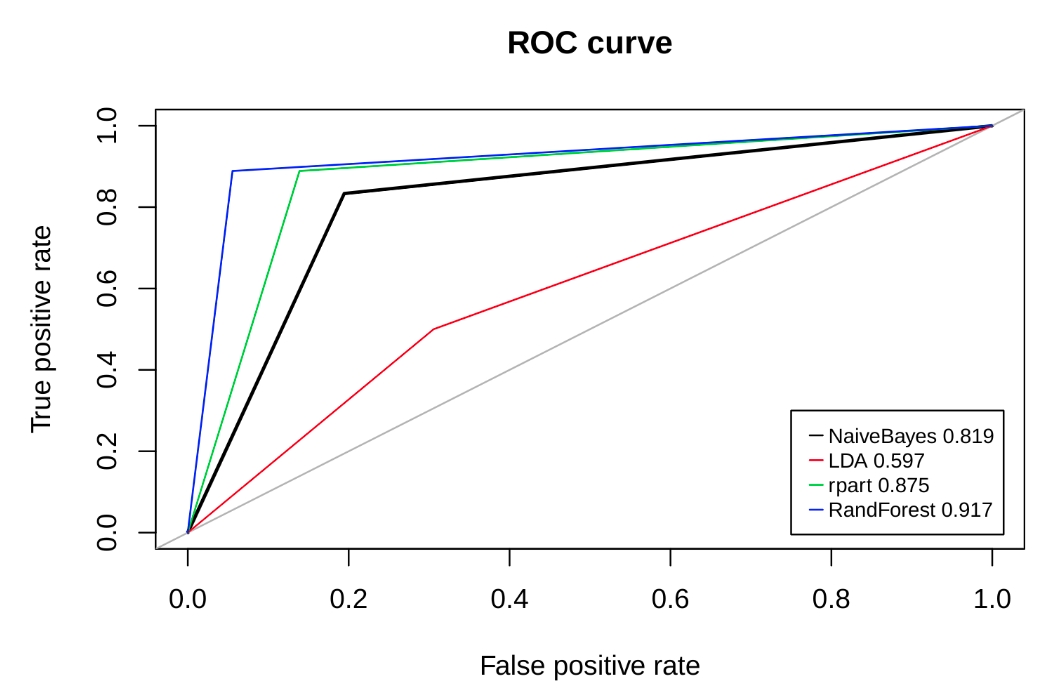 ROC curve
True positive rate
1.0
0.8
0.6
0.4
0.2
0.0
NaiveBayes 0.819
LDA 0.597
rpart 0.875
RandForest 0.917
0.0 0.2 0.4 0.6 0.8 1.0
False positive rate